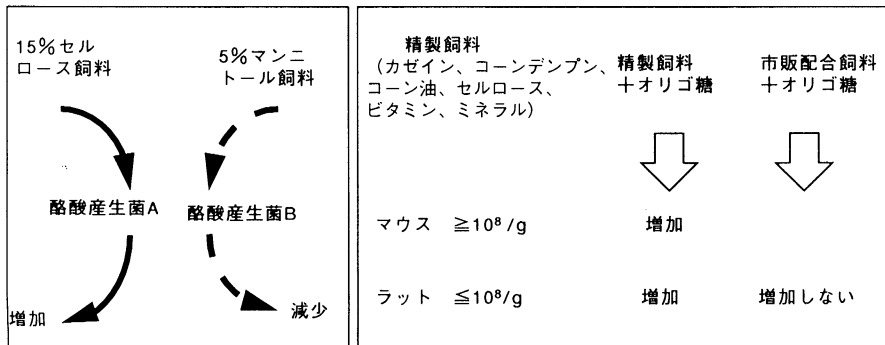 15%セル
ロース飼料
5%マンニ
トール飼料
酪酸産生菌A
酪酸産生菌B
増加
減少
精製飼料
(カゼイン、コーンデンプン、
コーン油、セルロース、
ビタミン、ミネラル)
精製飼料
+オリゴ糖
市販配合飼料
+オリゴ糖
マウス ≧10⁸/g 増加
ラット ≦10⁸/g 増加 増加しない